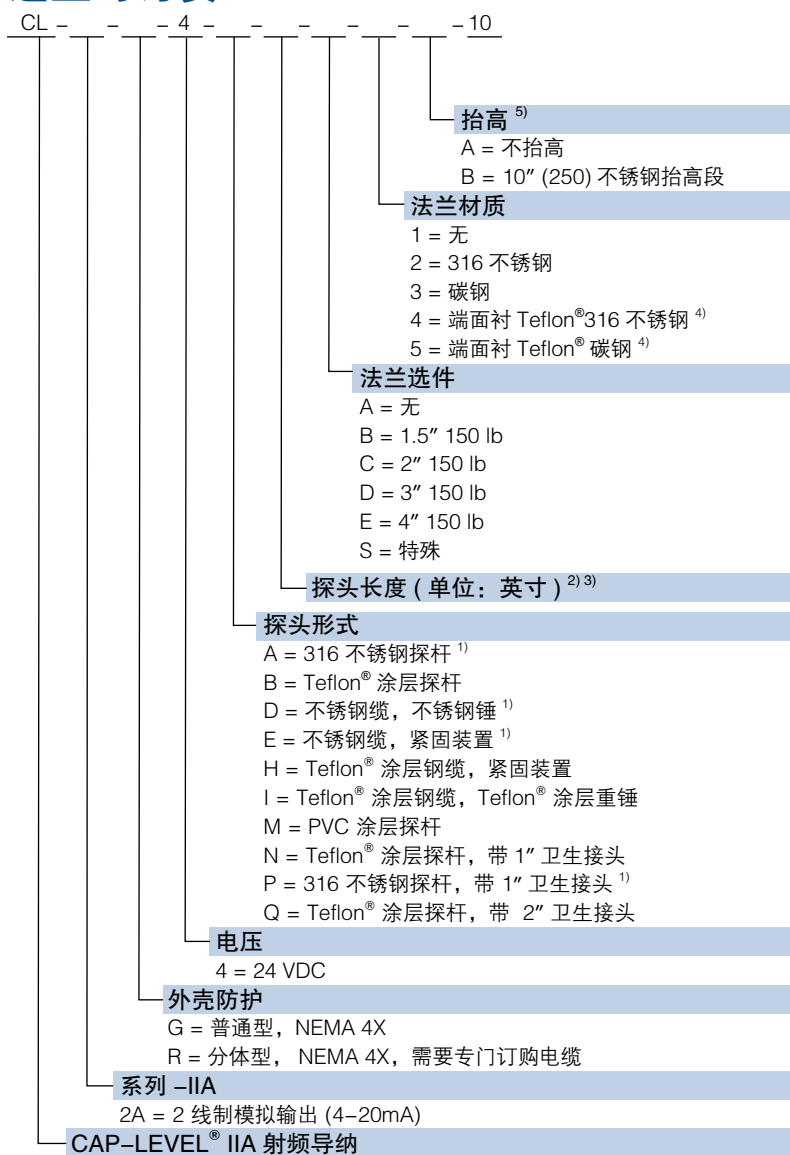 CL – – – 4 – – – – – – 10
抬高 5)
A = 不抬高
B = 10″ (250) 不锈钢抬高段
法兰材质
1 = 无
2 = 316 不锈钢
3 = 碳钢
4 = 端面衬 Teflon®316 不锈钢 4)
5 = 端面衬 Teflon® 碳钢 4)
法兰选件
A = 无
B = 1.5″ 150 lb
C = 2″ 150 lb
D = 3″ 150 lb
E = 4″ 150 lb
S = 特殊
探头长度 ( 单位：英寸 ) 2) 3)
探头形式
A = 316 不锈钢探杆 1)
B = Teflon® 涂层探杆
D = 不锈钢缆，不锈钢锤 1)
E = 不锈钢缆，紧固装置 1)
H = Teflon® 涂层钢缆，紧固装置
I = Teflon® 涂层钢缆，Teflon® 涂层重锤
M = PVC 涂层探杆
N = Teflon® 涂层探杆，带 1″ 卫生接头
P = 316 不锈钢探杆，带 1″ 卫生接头 1)
Q = Teflon® 涂层探杆，带 2″ 卫生接头
电压
4 = 24 VDC
外壳防护
G = 普通型，NEMA 4X
R = 分体型， NEMA 4X，需要专门订购电缆
系列 –IIA
2A = 2 线制模拟输出 (4–20mA)
CAP–LEVEL® IIA 射频导纳